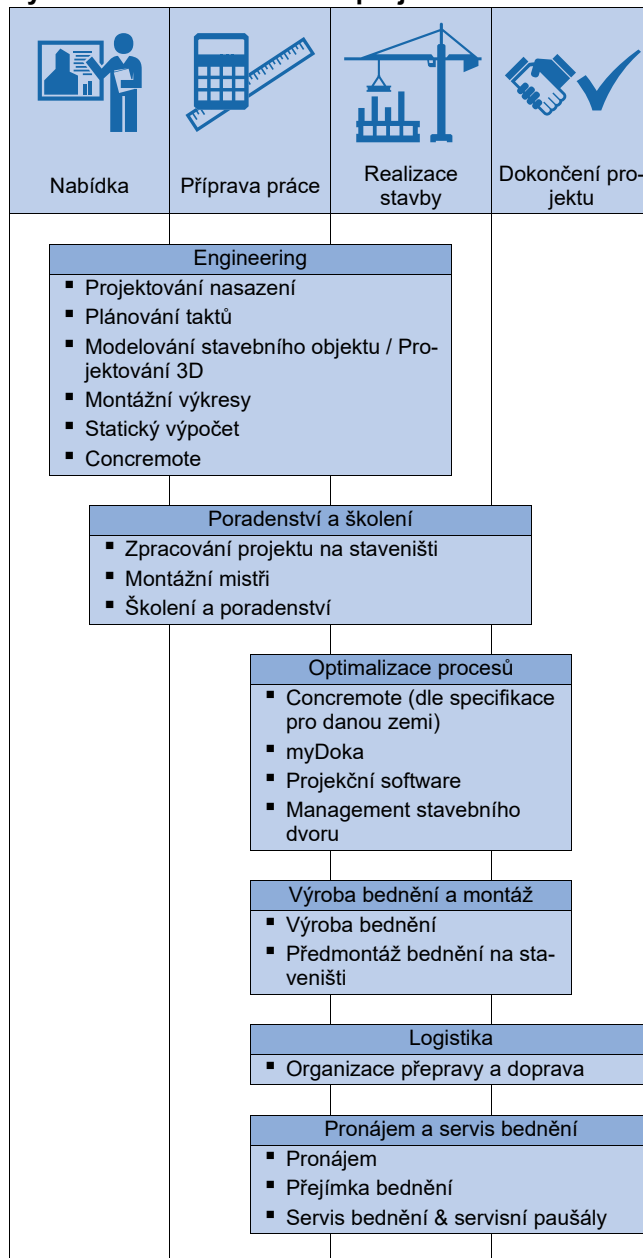 Nabídka
Příprava práce
Realizace
stavby
Dokončení pro-
jektu
Engineering
▪ Projektování nasazení
▪ Plánování taktů
▪ Modelování stavebního objektu / Pro-
jektování 3D
▪ Montážní výkresy
▪ Statický výpočet
▪ Concremote
Poradenství a školení
▪ Zpracování projektu na staveništi
▪ Montážní mistři
▪ Školení a poradenství
Optimalizace procesů
▪ Concremote (dle specifikace
pro danou zemi)
▪ myDoka
▪ Projekční software
▪ Management stavebního
dvoru
Výroba bednění a montáž
▪ Výroba bednění
▪ Předmontáž bednění na sta-
veništi
Logistika
▪ Organizace přepravy a doprava
Pronájem a servis bednění
▪ Pronájem
▪ Přejímka bednění
▪ Servis bednění & servisní paušály